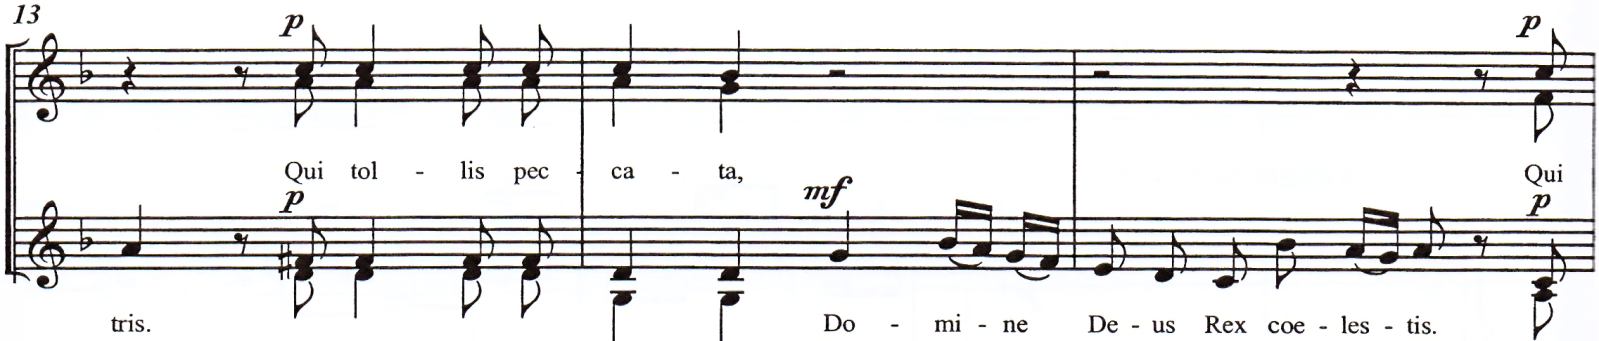 13
p p
Qui tol - lis pec - ca - ta, Qui
p mf p
tris. Do - mi - ne De - us Rex coe - les - tis.